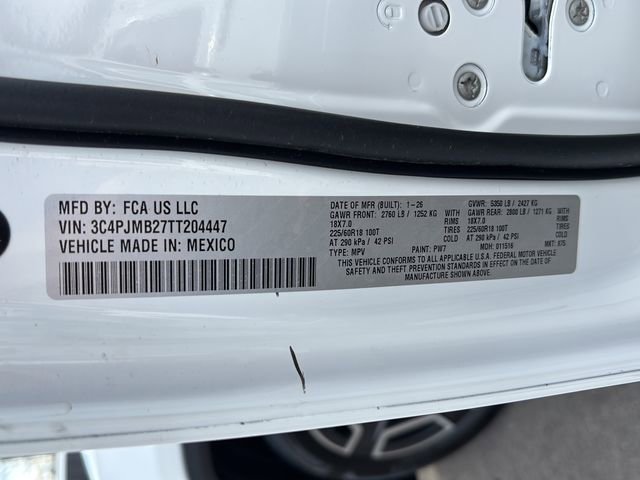 MFD BY: FCA US LLC
VIN: 3C4PJMB27TT204447
VEHICLE MADE IN: MEXICO
DATE OF MFR (BUILT): 1-26 GVWR: 5350 LB / 2427 KG
GAWR FRONT: 2760 LB / 1252 KG GAWR REAR: 2800 LB / 1271 KG
18X7.0 RIMS 18X7.0 RIMS
225/60R18 100T TIRES 225/60R18 100T TIRES
AT 290 kPa / 42 PSI AT 290 kPa / 42 PSI
TYPE: MPV PAINT: PW7 MDH: 011516 MKT: 875
THIS VEHICLE CONFORMS TO ALL APPLICABLE U.S.A. FEDERAL MOTOR VEHICLE
SAFETY AND THEFT PREVENTION STANDARDS IN EFFECT ON THE DATE OF
MANUFACTURE SHOWN ABOVE.